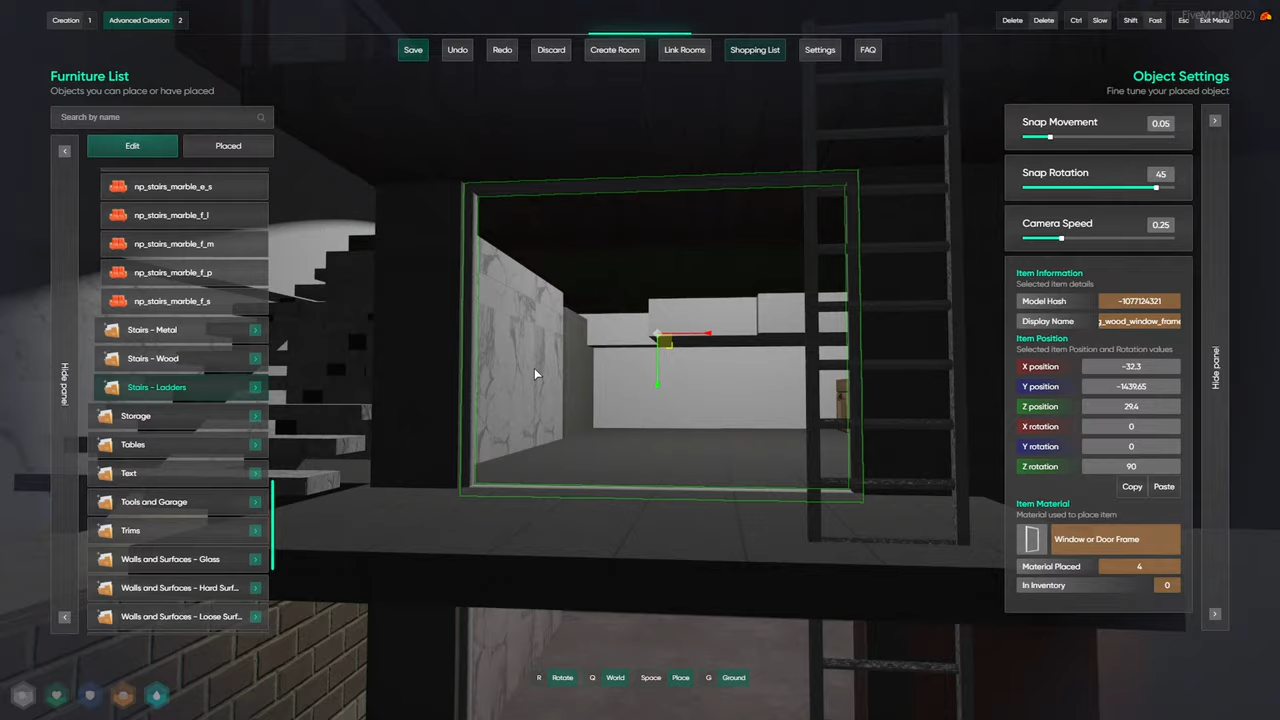 Creation 1 Advanced Creation 2
Delete Delete Ctrl Slow Shift Fast Esc Exit Menu
FiveM® (b2802)
Save Undo Redo Discard Create Room Link Rooms Shopping List Settings FAQ
Furniture List
Objects you can place or have placed
Search by name
Edit Placed
np_stairs_marble_e_s
np_stairs_marble_f_l
np_stairs_marble_f_m
np_stairs_marble_f_p
np_stairs_marble_f_s
Stairs - Metal
Stairs - Wood
Stairs - Ladders
Storage
Tables
Text
Tools and Garage
Trims
Walls and Surfaces - Glass
Walls and Surfaces - Hard Surf...
Walls and Surfaces - Loose Surf...
Hide panel
Object Settings
Fine tune your placed object
Snap Movement 0.05
Snap Rotation 45
Camera Speed 0.25
Item Information
Selected item details
Model Hash -1077124321
Display Name g_wood_window_frame
Item Position
Selected item Position and Rotation values
X position -32.3
Y position -1439.65
Z position 29.4
X rotation 0
Y rotation 0
Z rotation 90
Copy Paste
Item Material
Material used to place item
Window or Door Frame
Material Placed 4
In Inventory 0
Hide panel
R Rotate Q World Space Place G Ground